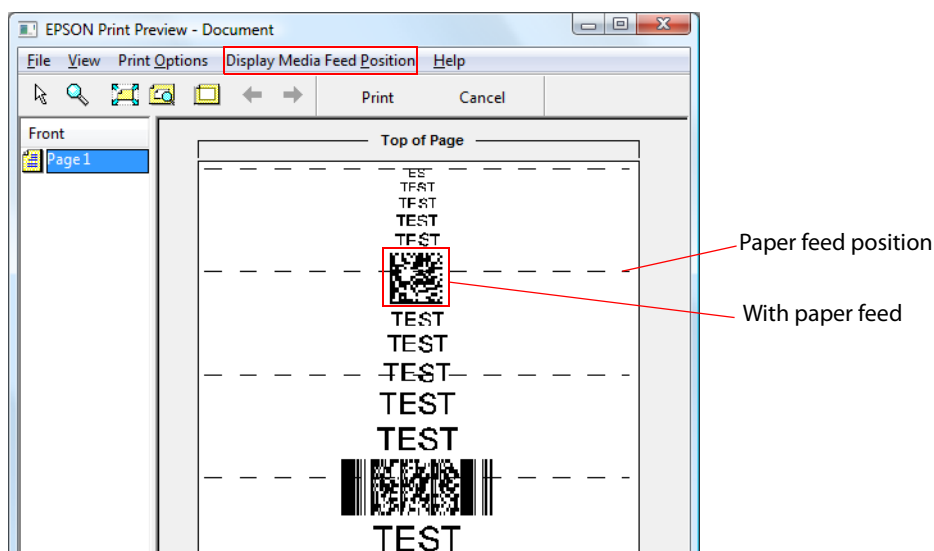 EPSON Print Preview - Document
File View Print Options Display Media Feed Position Help
Print Cancel
Front
Page 1
Top of Page
ES
TEST
TEST
TEST
TEST
TEST
TEST
TEST
TEST
TEST
TEST
Paper feed position
With paper feed